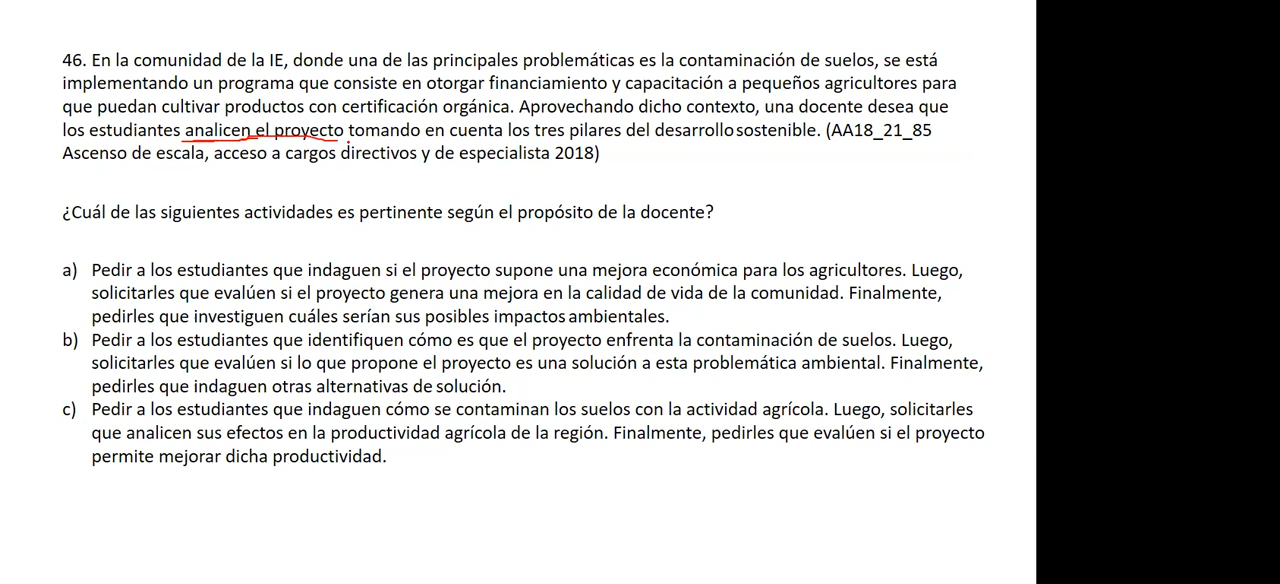 46. En la comunidad de la IE, donde una de las principales problemáticas es la contaminación de suelos, se está
implementando un programa que consiste en otorgar financiamiento y capacitación a pequeños agricultores para
que puedan cultivar productos con certificación orgánica. Aprovechando dicho contexto, una docente desea que
los estudiantes analicen el proyecto tomando en cuenta los tres pilares del desarrollo sostenible. (AA18_21_85
Ascenso de escala, acceso a cargos directivos y de especialista 2018)
¿Cuál de las siguientes actividades es pertinente según el propósito de la docente?
a) Pedir a los estudiantes que indaguen si el proyecto supone una mejora económica para los agricultores. Luego,
solicitarles que evalúen si el proyecto genera una mejora en la calidad de vida de la comunidad. Finalmente,
pedirles que investiguen cuáles serían sus posibles impactos ambientales.
b) Pedir a los estudiantes que identifiquen cómo es que el proyecto enfrenta la contaminación de suelos. Luego,
solicitarles que evalúen si lo que propone el proyecto es una solución a esta problemática ambiental. Finalmente,
pedirles que indaguen otras alternativas de solución.
c) Pedir a los estudiantes que indaguen cómo se contaminan los suelos con la actividad agrícola. Luego, solicitarles
que analicen sus efectos en la productividad agrícola de la región. Finalmente, pedirles que evalúen si el proyecto
permite mejorar dicha productividad.